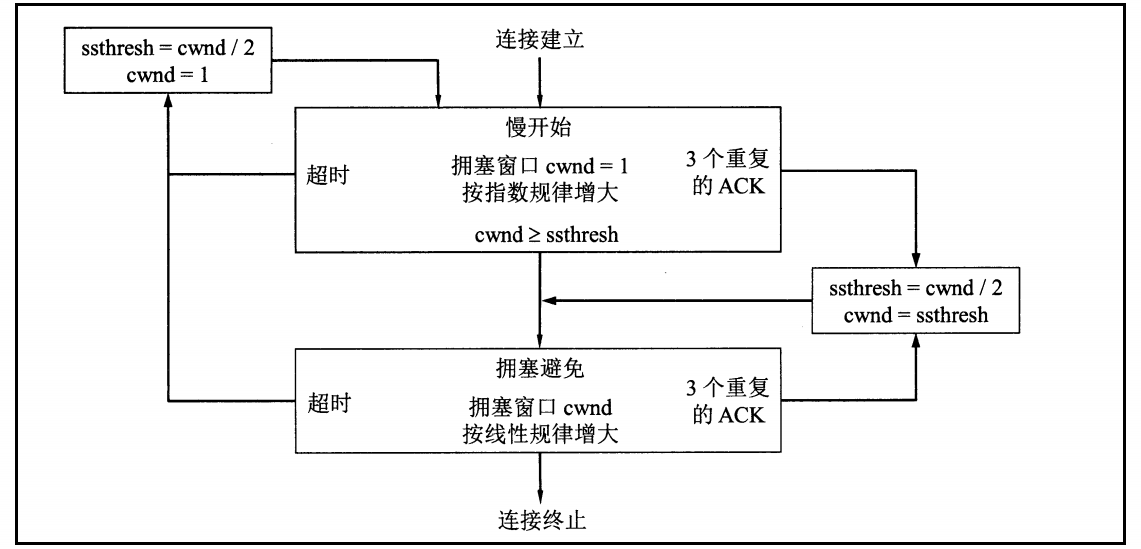 ssthresh = cwnd / 2
cwnd = 1
连接建立
慢开始
超时
拥塞窗口 cwnd = 1
按指数规律增大
3 个重复
的 ACK
cwnd ≥ ssthresh
ssthresh = cwnd / 2
cwnd = ssthresh
拥塞避免
超时
拥塞窗口 cwnd
按线性规律增大
3 个重复
的 ACK
连接终止